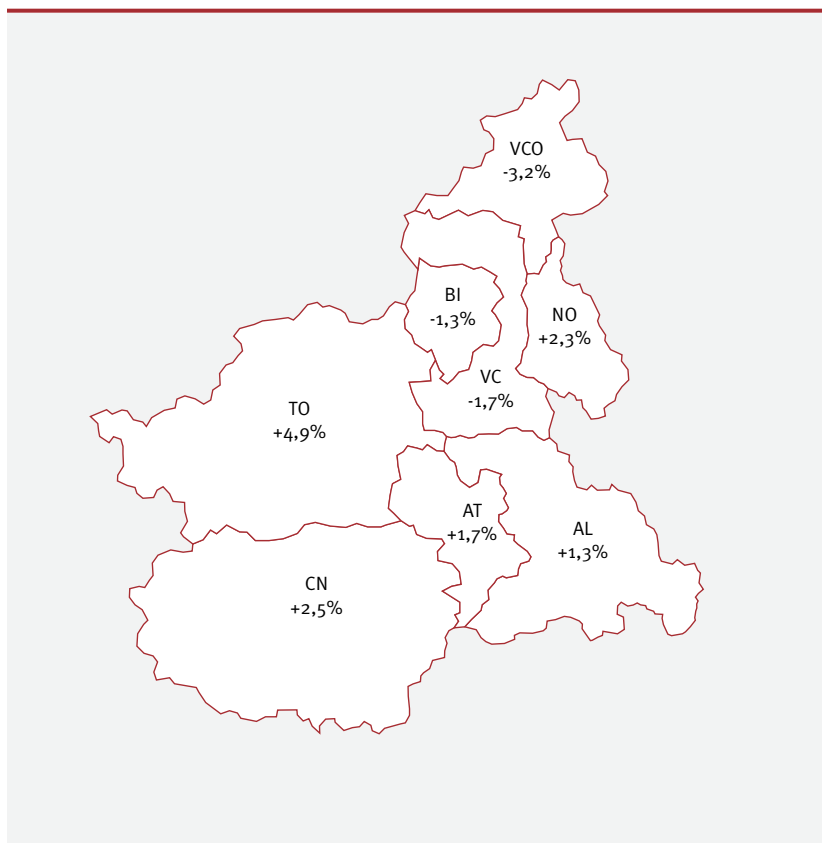 VCO
-3,2%
BI
-1,3%
NO
+2,3%
VC
-1,7%
TO
+4,9%
AT
+1,7%
AL
+1,3%
CN
+2,5%